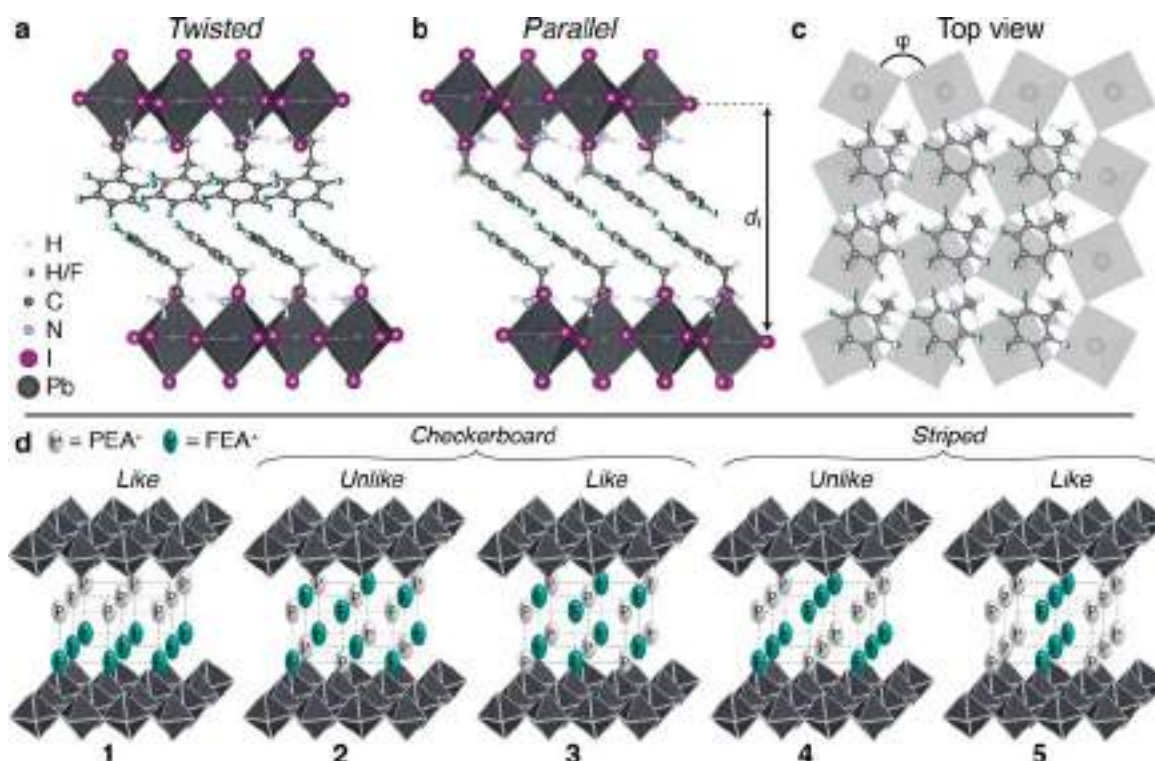 a Twisted
b Parallel
c Top view
φ
dᵢ
H
H/F
C
N
I
Pb
d P = PEA⁺ F = FEA⁺
Checkerboard Striped
Like Unlike Like Unlike Like
1 2 3 4 5